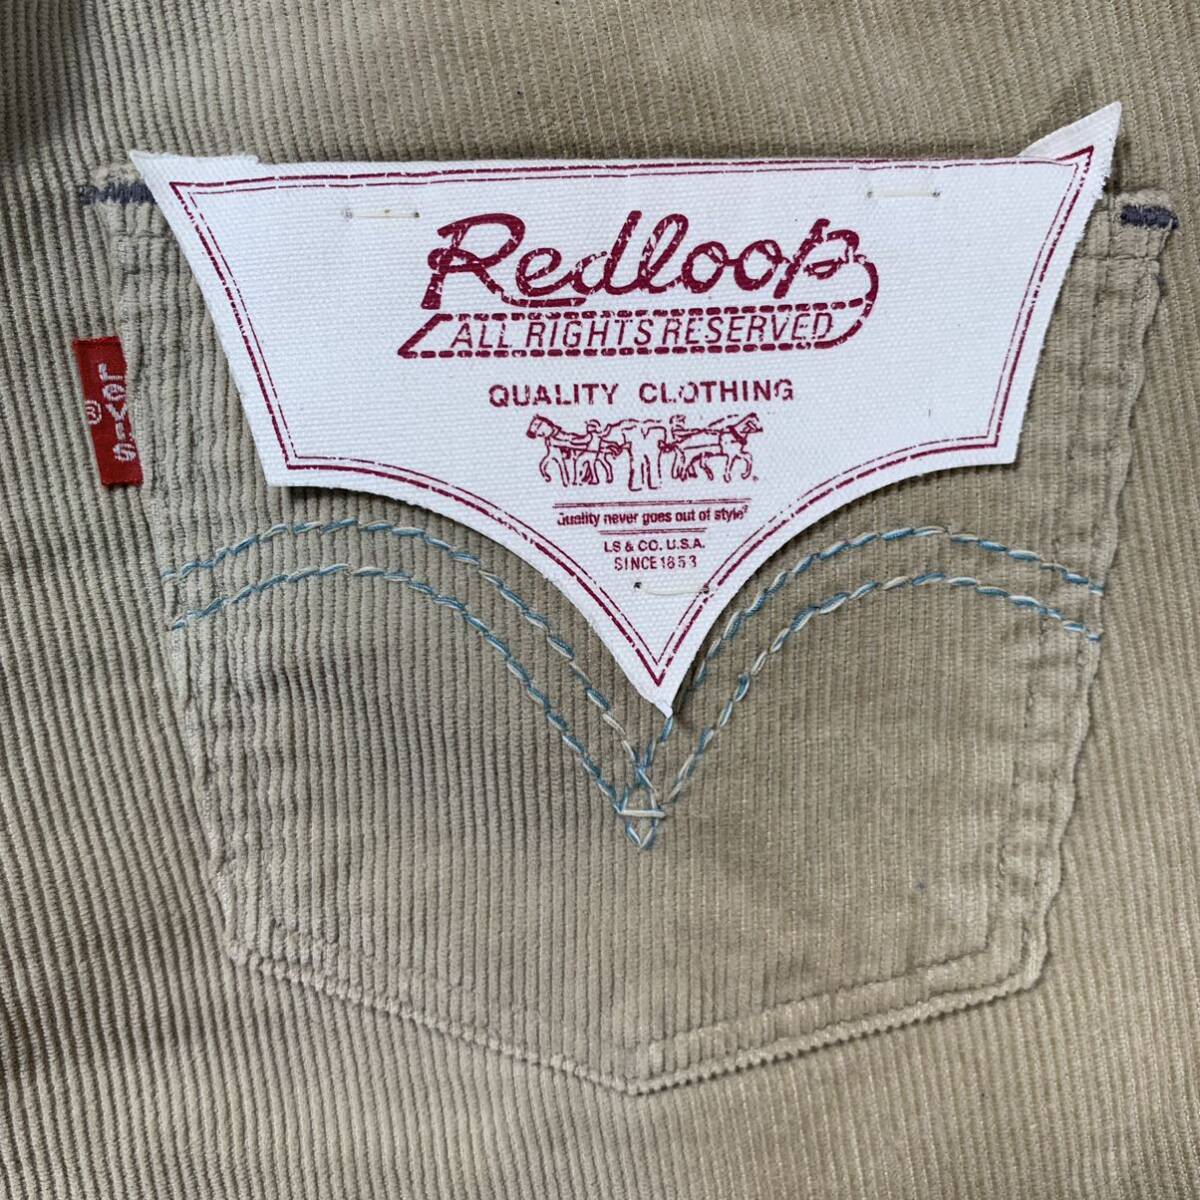 Redloop
ALL RIGHTS RESERVED
QUALITY CLOTHING
Quality never goes out of style®
LS & CO. U.S.A.
SINCE 1853
Levi's
®